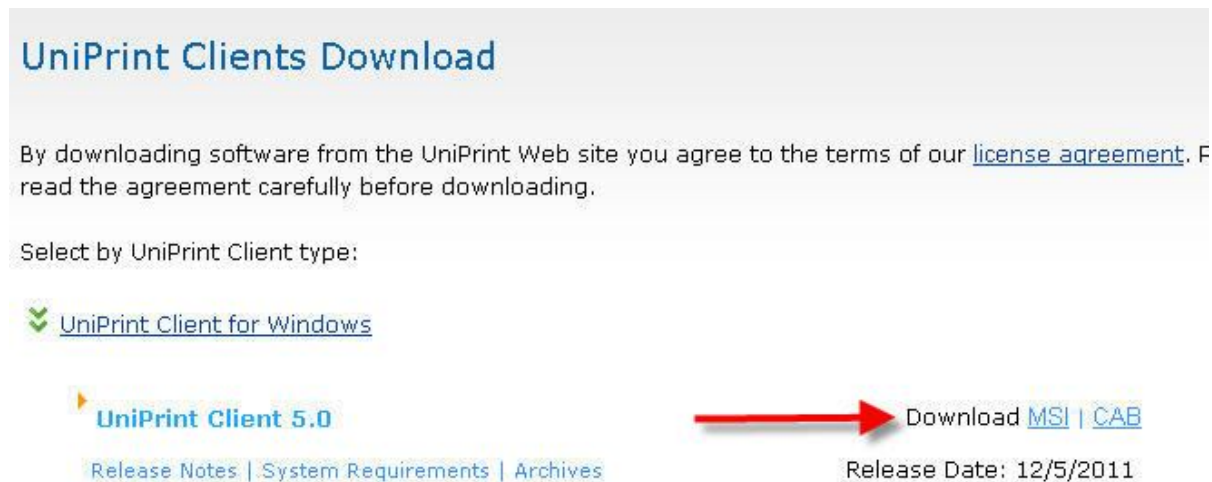 UniPrint Clients Download
By downloading software from the UniPrint Web site you agree to the terms of our license agreement.
read the agreement carefully before downloading.
Select by UniPrint Client type:
UniPrint Client for Windows
UniPrint Client 5.0
Download MSI | CAB
Release Notes | System Requirements | Archives
Release Date: 12/5/2011